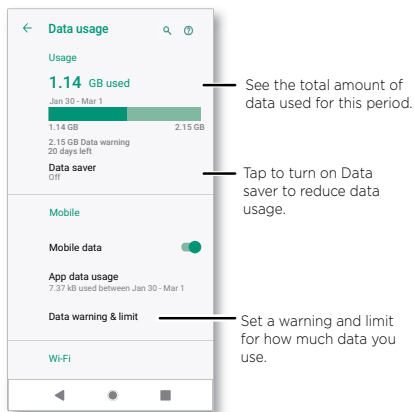 Data usage
Usage
1.14 GB used
Jan 30 - Mar 1
1.14 GB 2.15 GB
2.15 GB Data warning
20 days left
Data saver
Off
Mobile
Mobile data
App data usage
7.37 kB used between Jan 30 - Mar 1
Data warning & limit
Wi-Fi
See the total amount of
data used for this period.
Tap to turn on Data
saver to reduce data
usage.
Set a warning and limit
for how much data you
use.